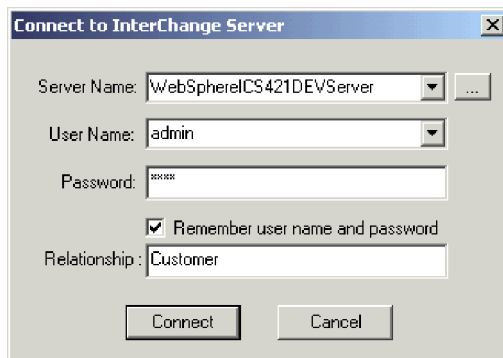 Connect to InterChange Server
Server Name: WebSphereICS421DEVServer ...
User Name: admin
Password: ****
Remember user name and password
Relationship : Customer
Connect Cancel